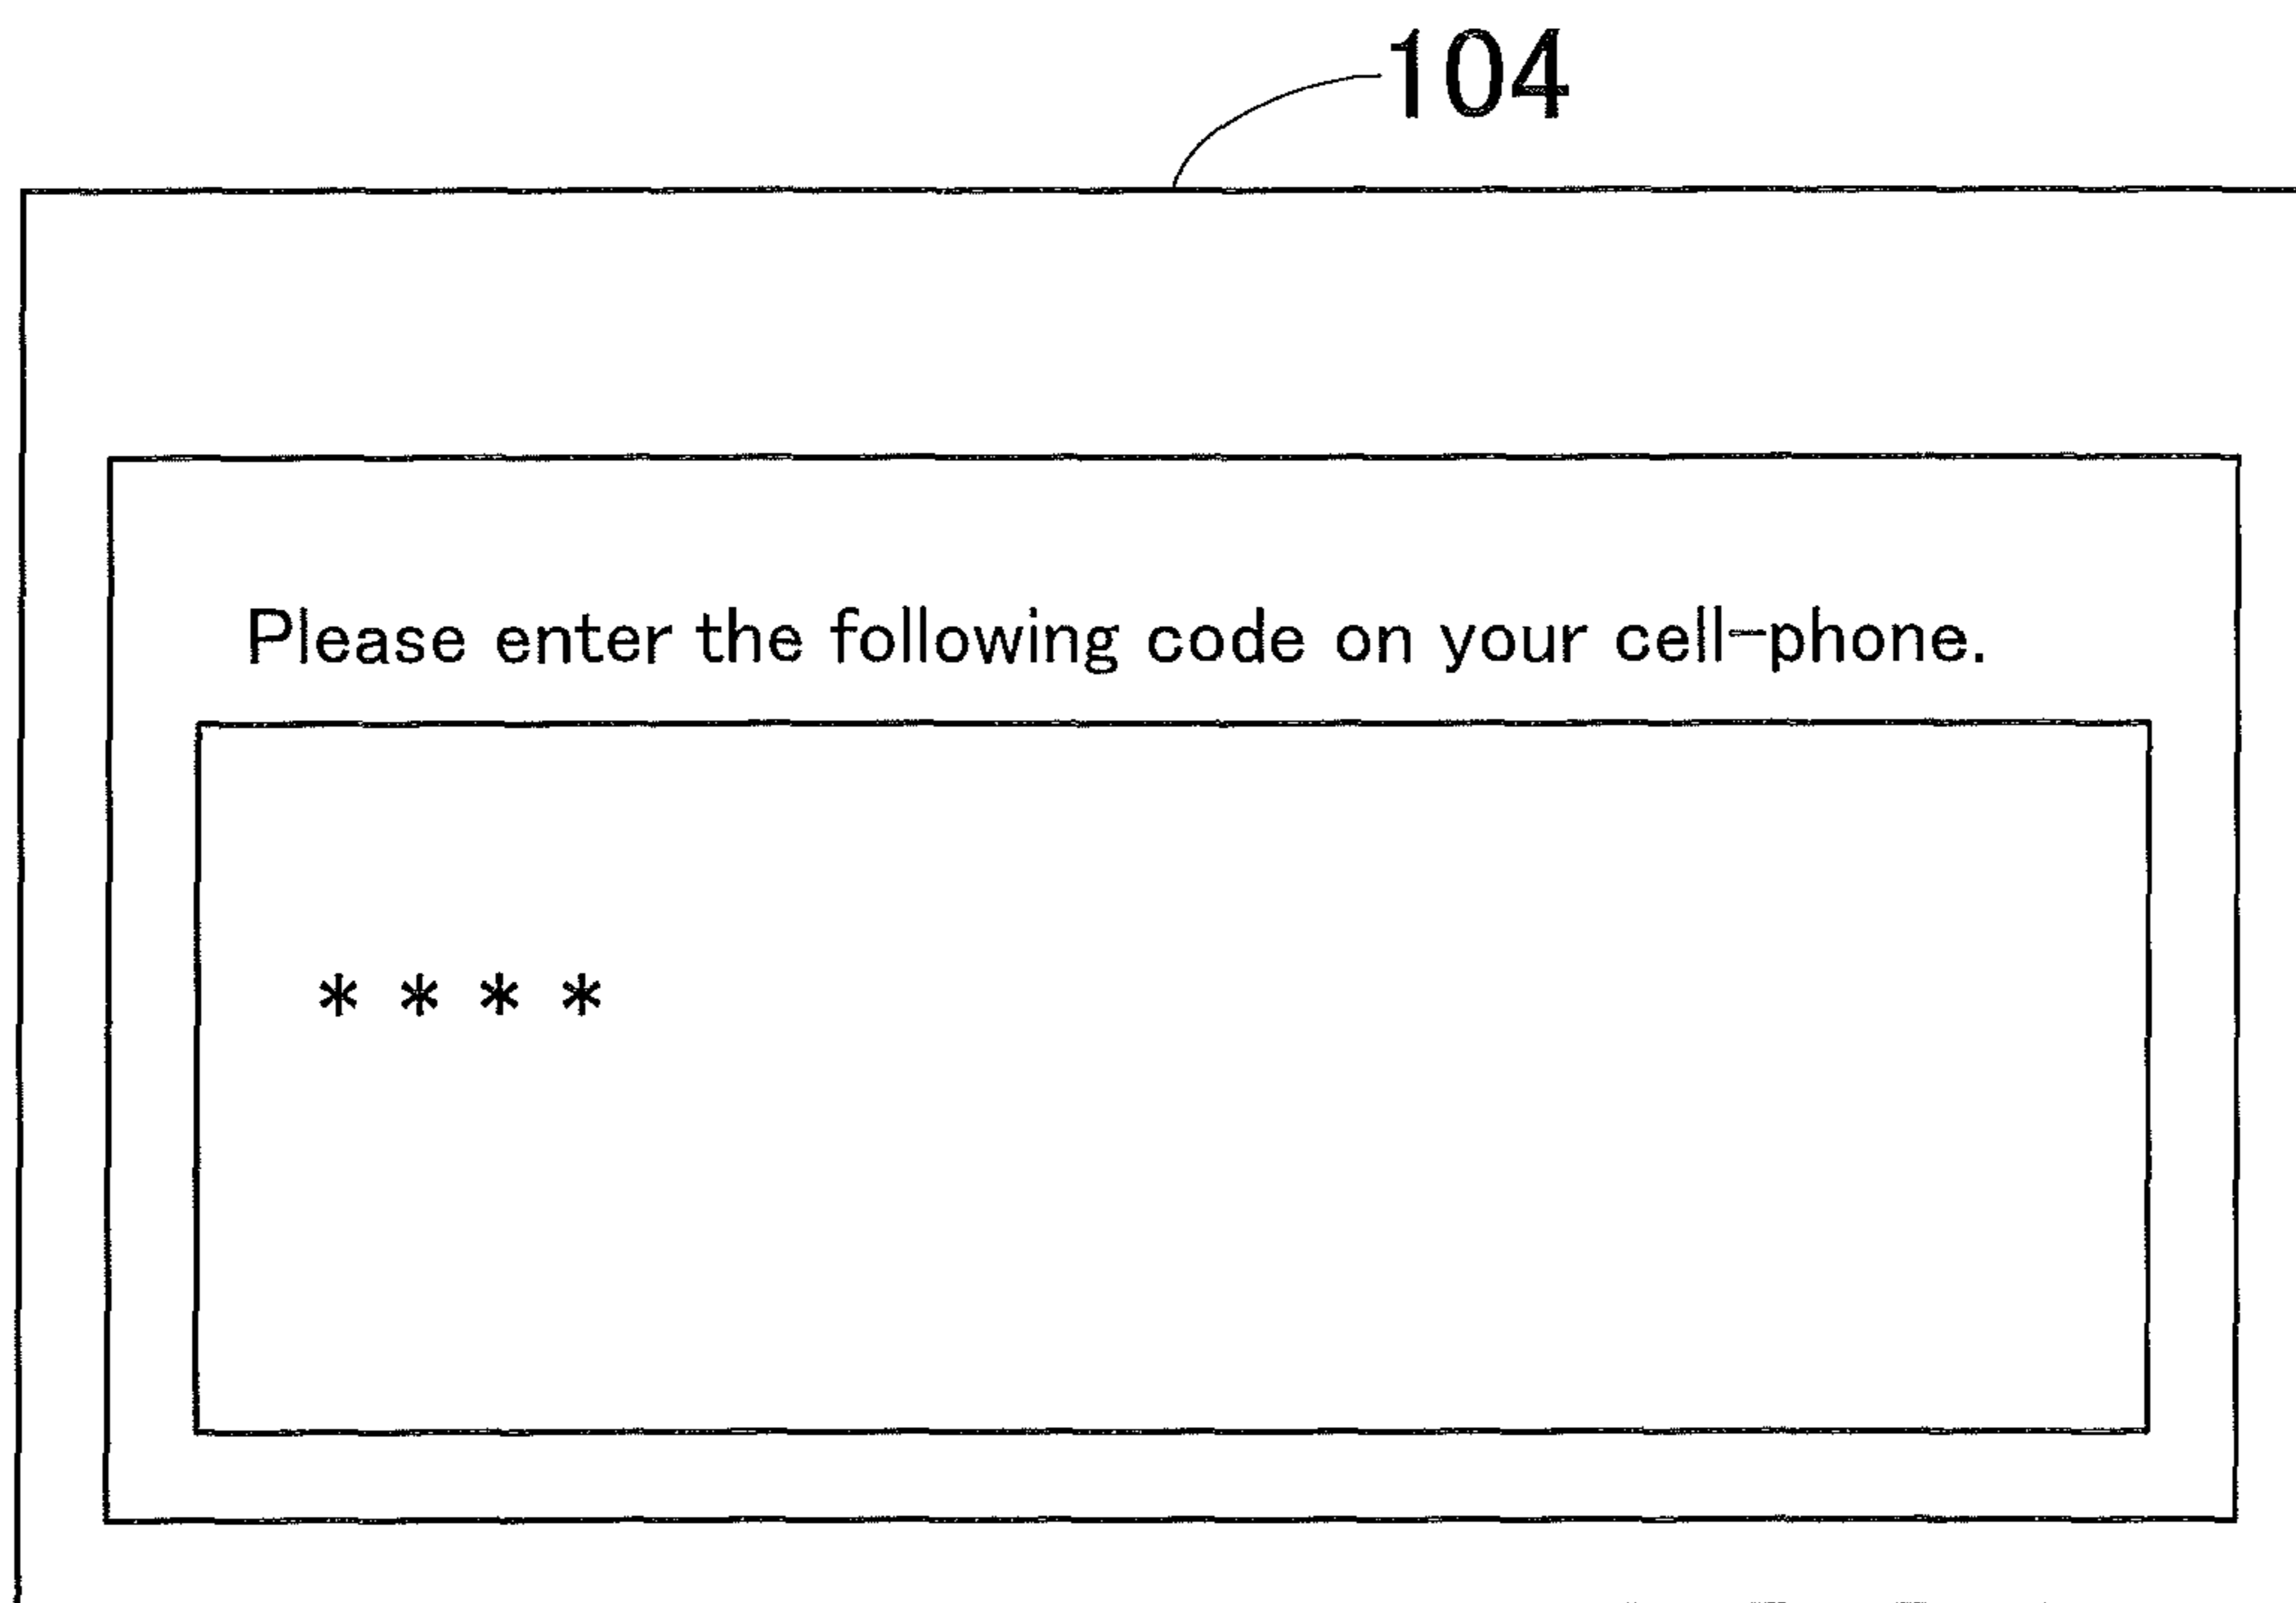 104
Please enter the following code on your cell-phone.
* * * *